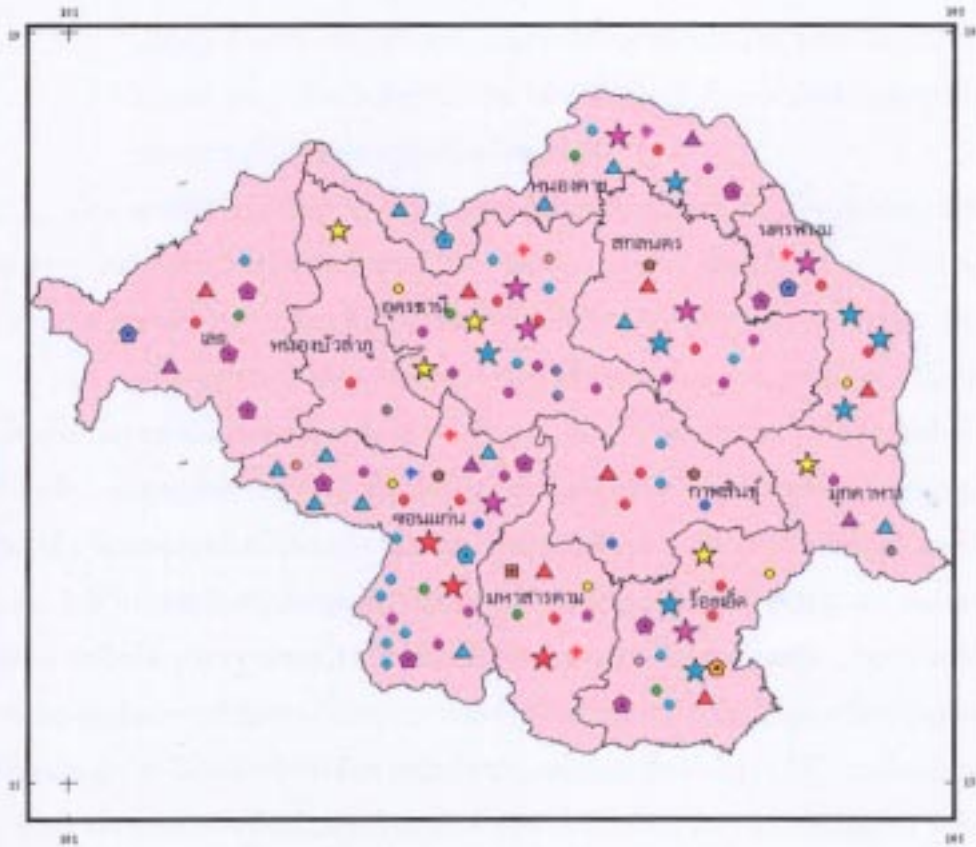 101
หนองคาย
สกลนคร
นครพนม
อุดรธานี
เลย
หนองบัวลำภู
กาฬสินธุ์
มุกดาหาร
ขอนแก่น
มหาสารคาม
ร้อยเอ็ด
101